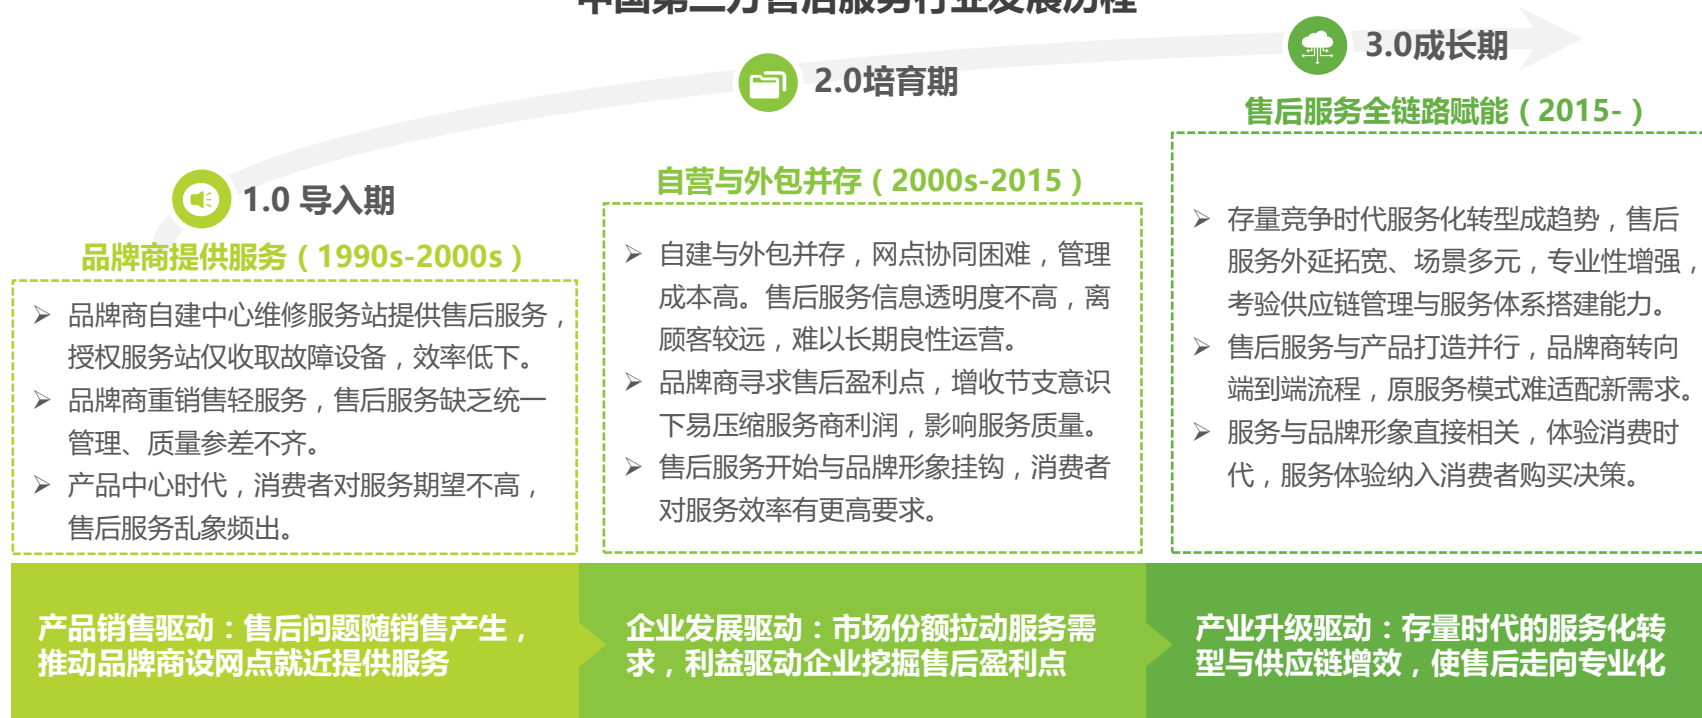 中国第三方售后服务行业发展历程
3.0成长期
2.0培育期
售后服务全链路赋能（2015-）
自营与外包并存（2000s-2015）
1.0 导入期
品牌商提供服务（1990s-2000s）
➢ 品牌商自建中心维修服务站提供售后服务，
授权服务站仅收取故障设备，效率低下。
➢ 品牌商重销售轻服务，售后服务缺乏统一
管理、质量参差不齐。
➢ 产品中心时代，消费者对服务期望不高，
售后服务乱象频出。
➢ 自建与外包并存，网点协同困难，管理
成本高。售后服务信息透明度不高，离
顾客较远，难以长期良性运营。
➢ 品牌商寻求售后盈利点，增收节支意识
下易压缩服务商利润，影响服务质量。
➢ 售后服务开始与品牌形象挂钩，消费者
对服务效率有更高要求。
➢ 存量竞争时代服务化转型成趋势，售后
服务外延拓宽、场景多元，专业性增强，
考验供应链管理与服务体系搭建能力。
➢ 售后服务与产品打造并行，品牌商转向
端到端流程，原服务模式难适配新需求。
➢ 服务与品牌形象直接相关，体验消费时
代，服务体验纳入消费者购买决策。
产品销售驱动：售后问题随销售产生，
推动品牌商设网点就近提供服务
企业发展驱动：市场份额拉动服务需
求，利益驱动企业挖掘售后盈利点
产业升级驱动：存量时代的服务化转
型与供应链增效，使售后走向专业化